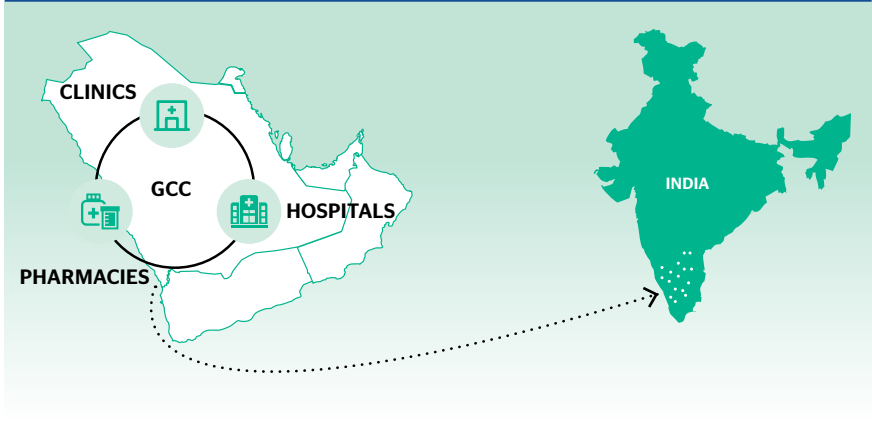 CLINICS
GCC
HOSPITALS
PHARMACIES
INDIA